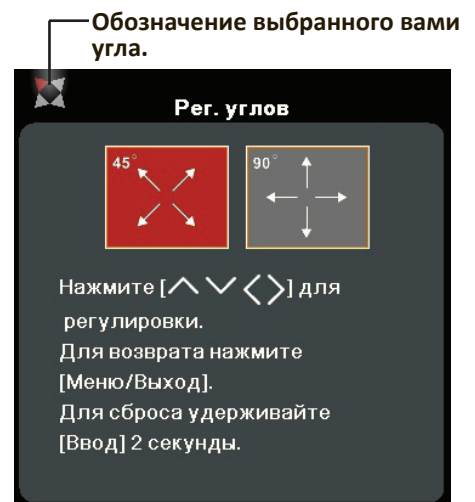 Обозначение выбранного вами
угла.
Рег. углов
45°
90°
Нажмите [∧∨<>] для
регулировки.
Для возврата нажмите
[Меню/Выход].
Для сброса удерживайте
[Ввод] 2 секунды.